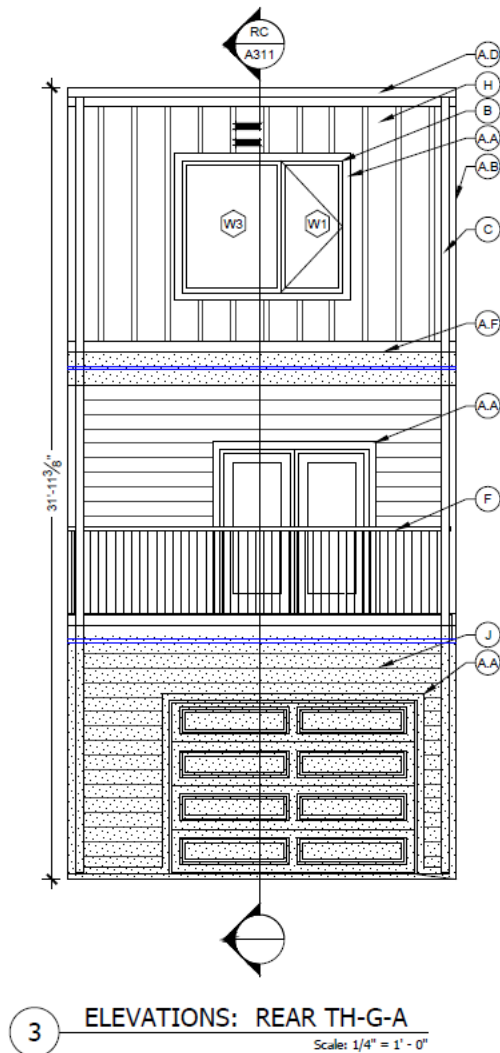 RC
A311
A.D
H
B
A.A
A.B
W3
W1
C
A.F
A.A
31'-11⅜"
F
J
A.A
3
ELEVATIONS: REAR TH-G-A
Scale: 1/4" = 1' - 0"